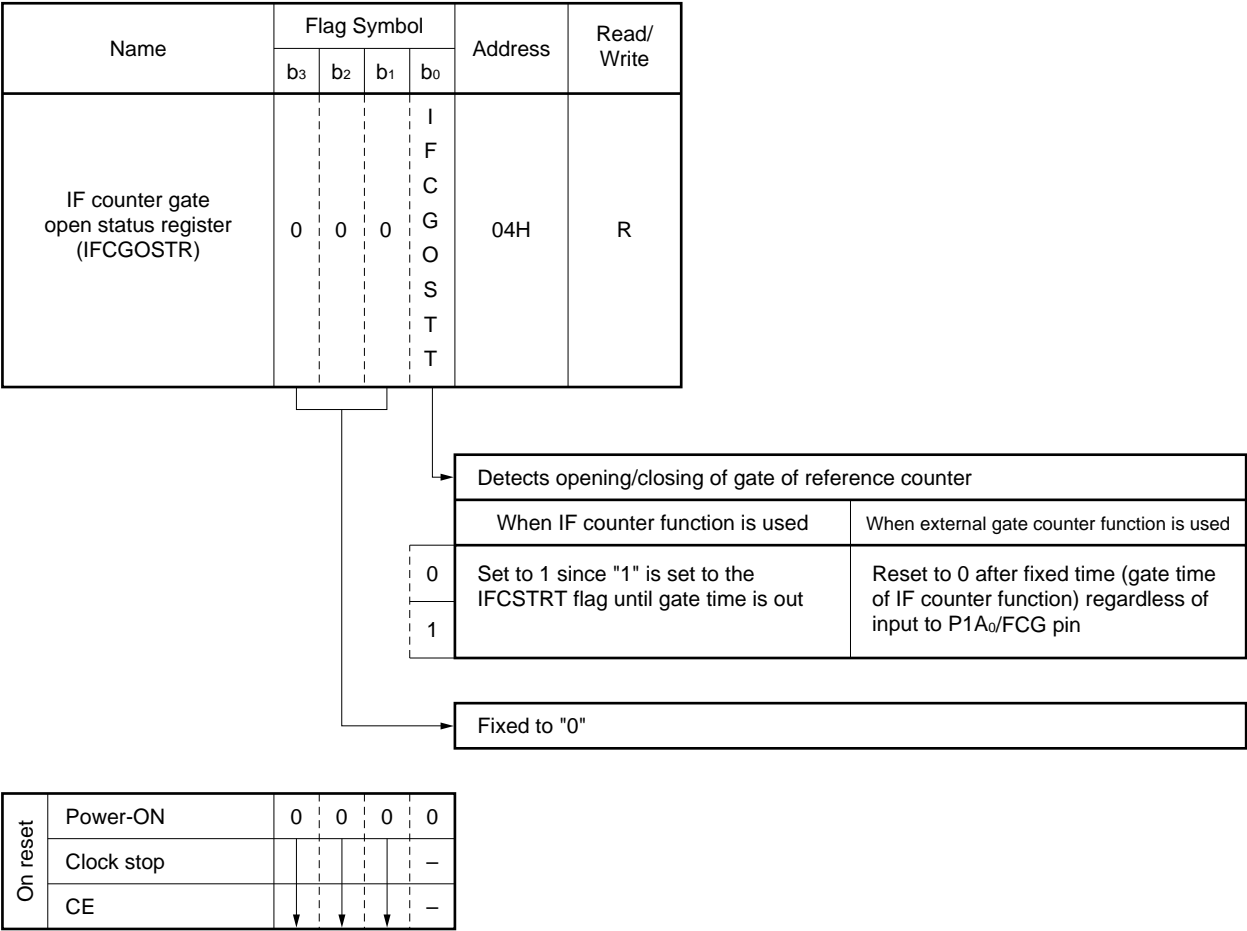 Name
Flag Symbol
Address
Read/
Write
b3 b2 b1 b0
IF counter gate
open status register
(IFCGOSTR)
0 0 0
I
F
C
G
O
S
T
T
04H
R
Detects opening/closing of gate of reference counter
When IF counter function is used
When external gate counter function is used
0
1
Set to 1 since "1" is set to the
IFCSTRT flag until gate time is out
Reset to 0 after fixed time (gate time
of IF counter function) regardless of
input to P1A0/FCG pin
Fixed to "0"
On reset
Power-ON 0 0 0 0
Clock stop –
CE –